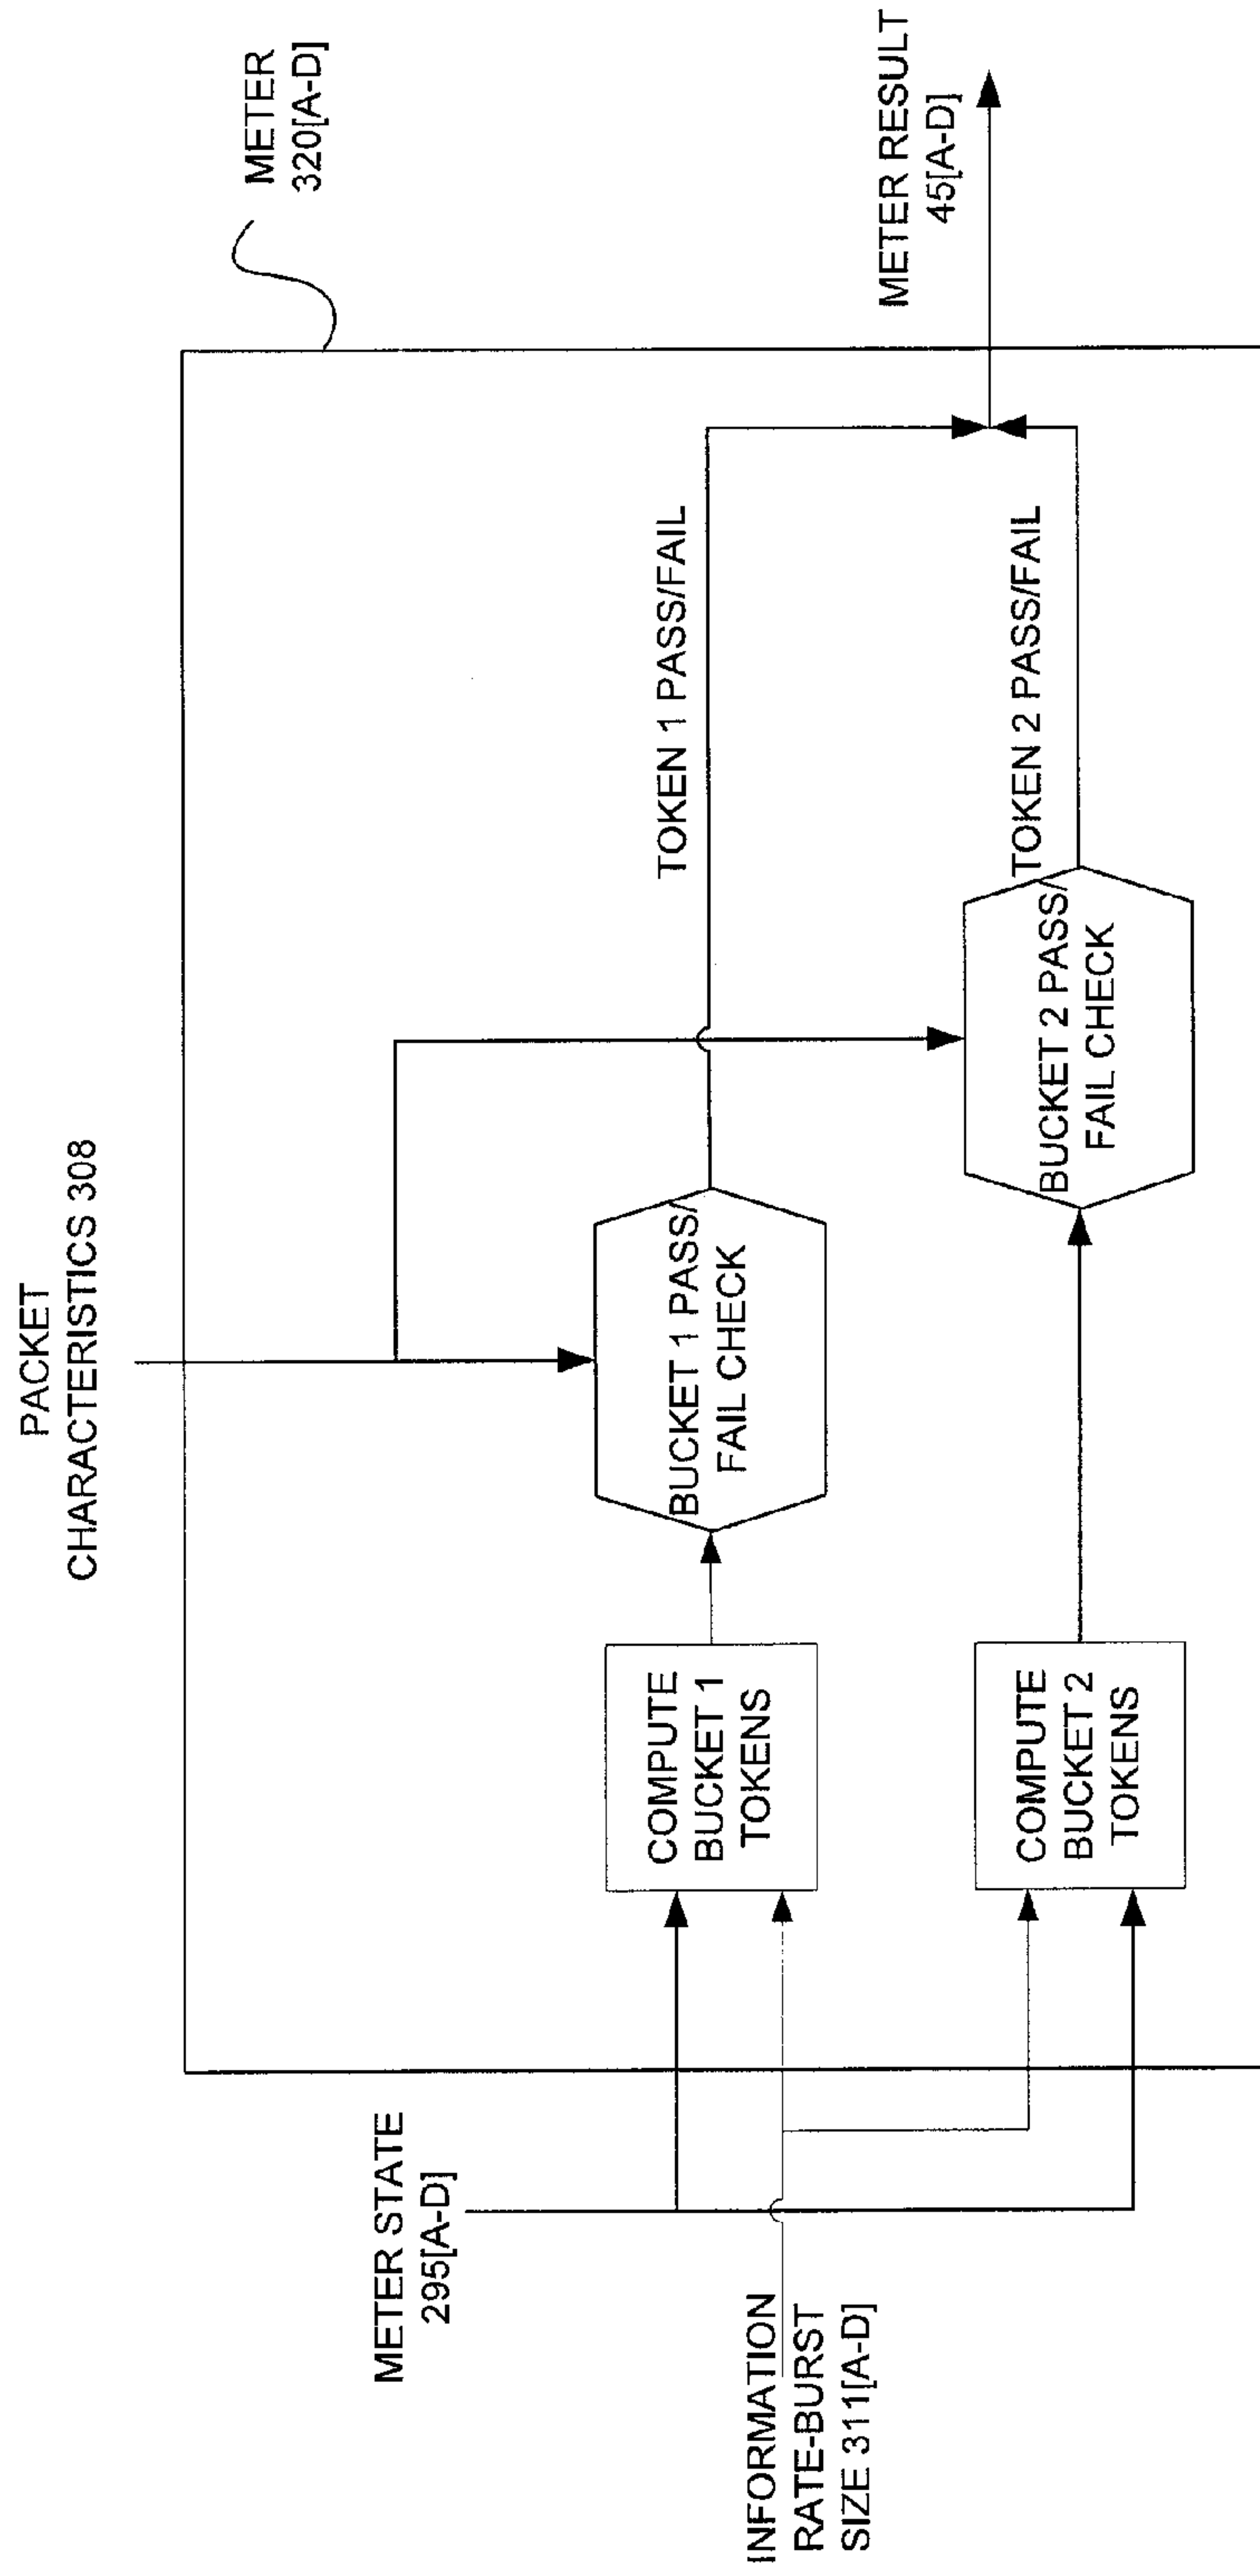 PACKET
CHARACTERISTICS 308
METER
320[A-D]
METER STATE
295[A-D]
INFORMATION
RATE-BURST
SIZE 311[A-D]
COMPUTE
BUCKET 1
TOKENS
BUCKET 1 PASS/
FAIL CHECK
TOKEN 1 PASS/FAIL
COMPUTE
BUCKET 2
TOKENS
BUCKET 2 PASS/
FAIL CHECK
TOKEN 2 PASS/FAIL
METER RESULT
45[A-D]